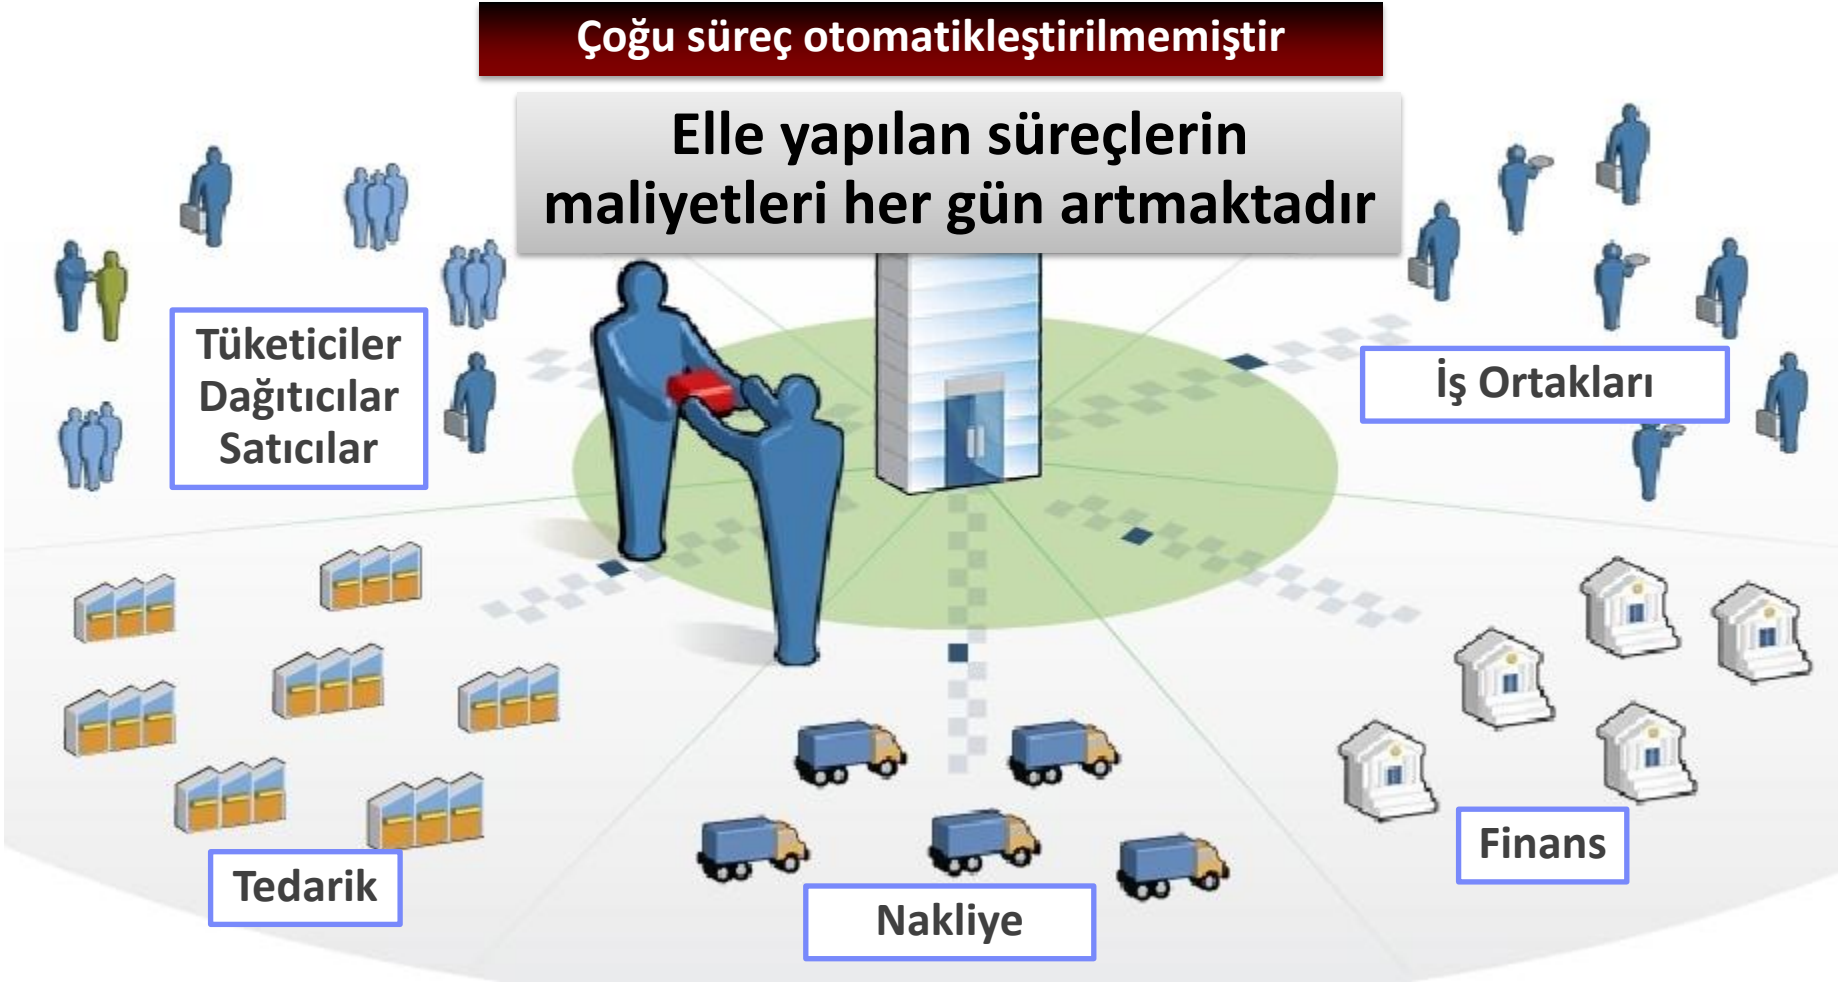 Çoğu süreç otomatikleştirilmemiştir
Elle yapılan süreçlerin
maliyetleri her gün artmaktadır
Tüketiciler
Dağıtıcılar
Satıcılar
İş Ortakları
Tedarik
Nakliye
Finans